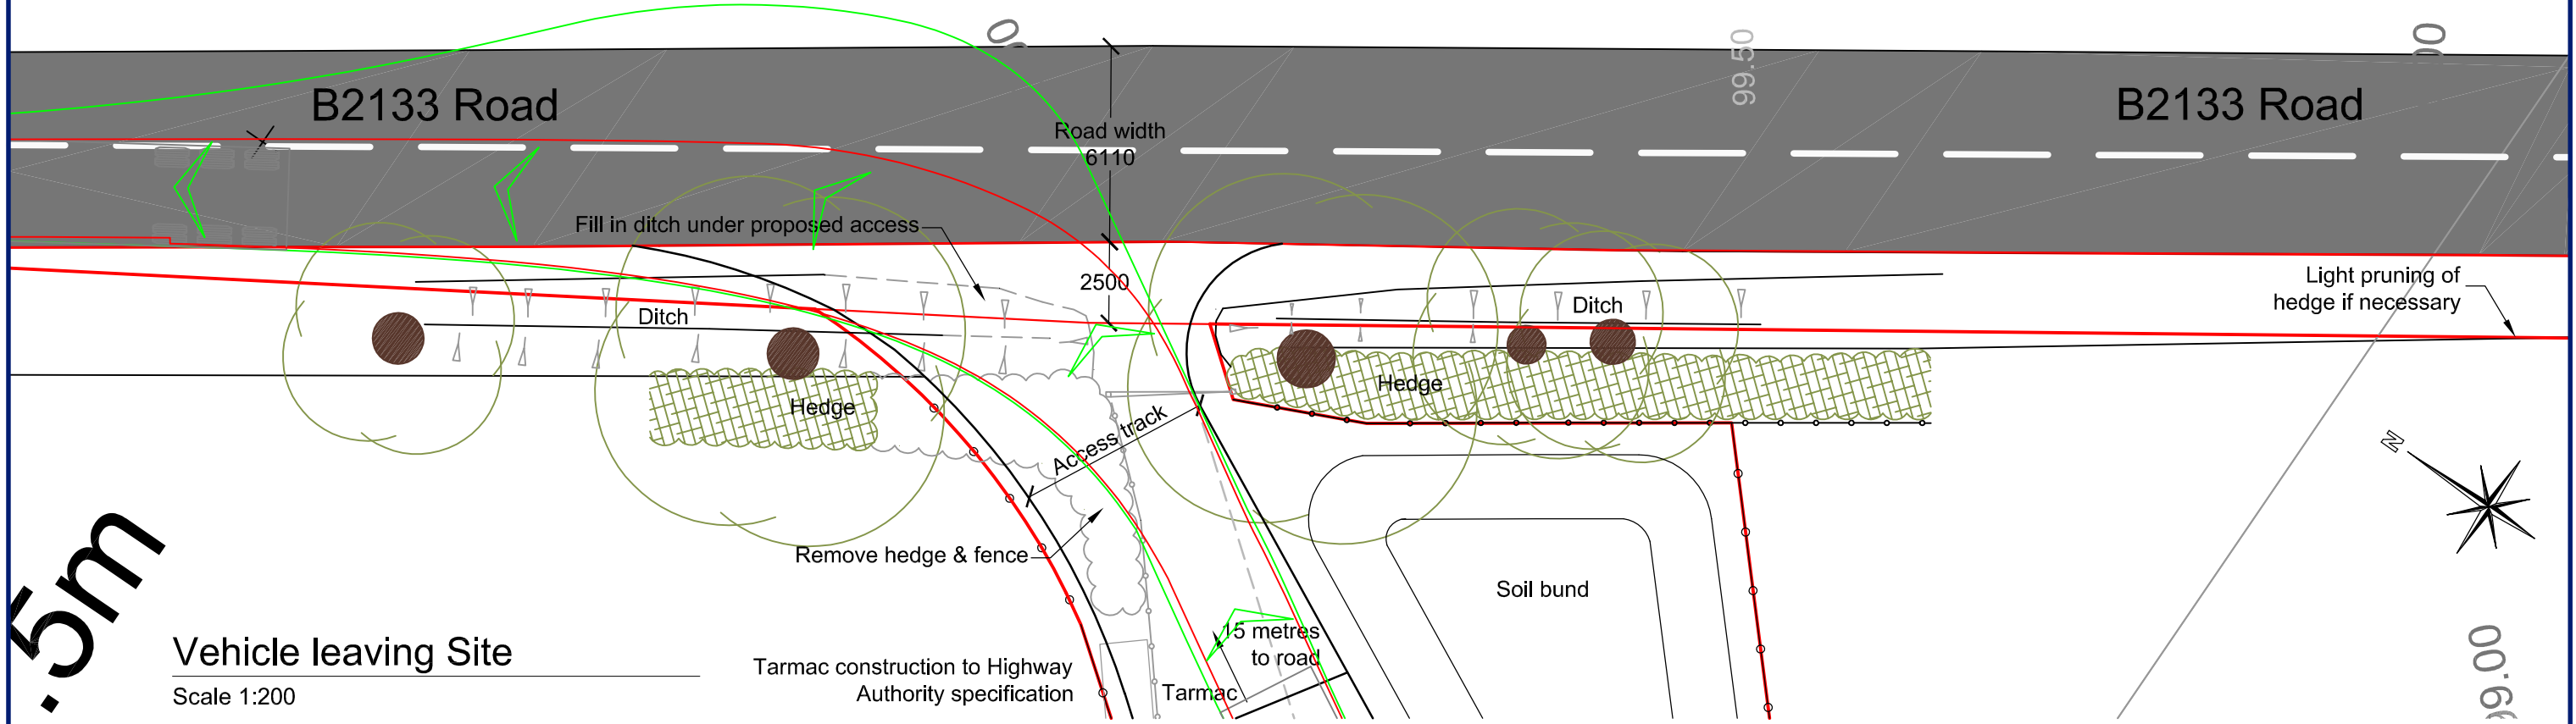 B2133 Road
99.50
B2133 Road
Road width
6110
Fill in ditch under proposed access
2500
Light pruning of
hedge if necessary
Ditch
Ditch
Hedge
Hedge
Access track
N
Remove hedge & fence
Soil bund
.5m
15 metres
to road
Vehicle leaving Site
Scale 1:200
Tarmac construction to Highway
Authority specification
Tarmac